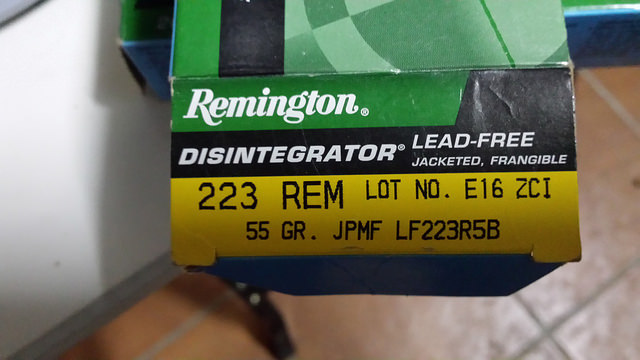 Remington®
DISINTEGRATOR® LEAD-FREE
JACKETED, FRANGIBLE
223 REM LOT NO. E16 ZCI
55 GR. JPMF LF223R5B